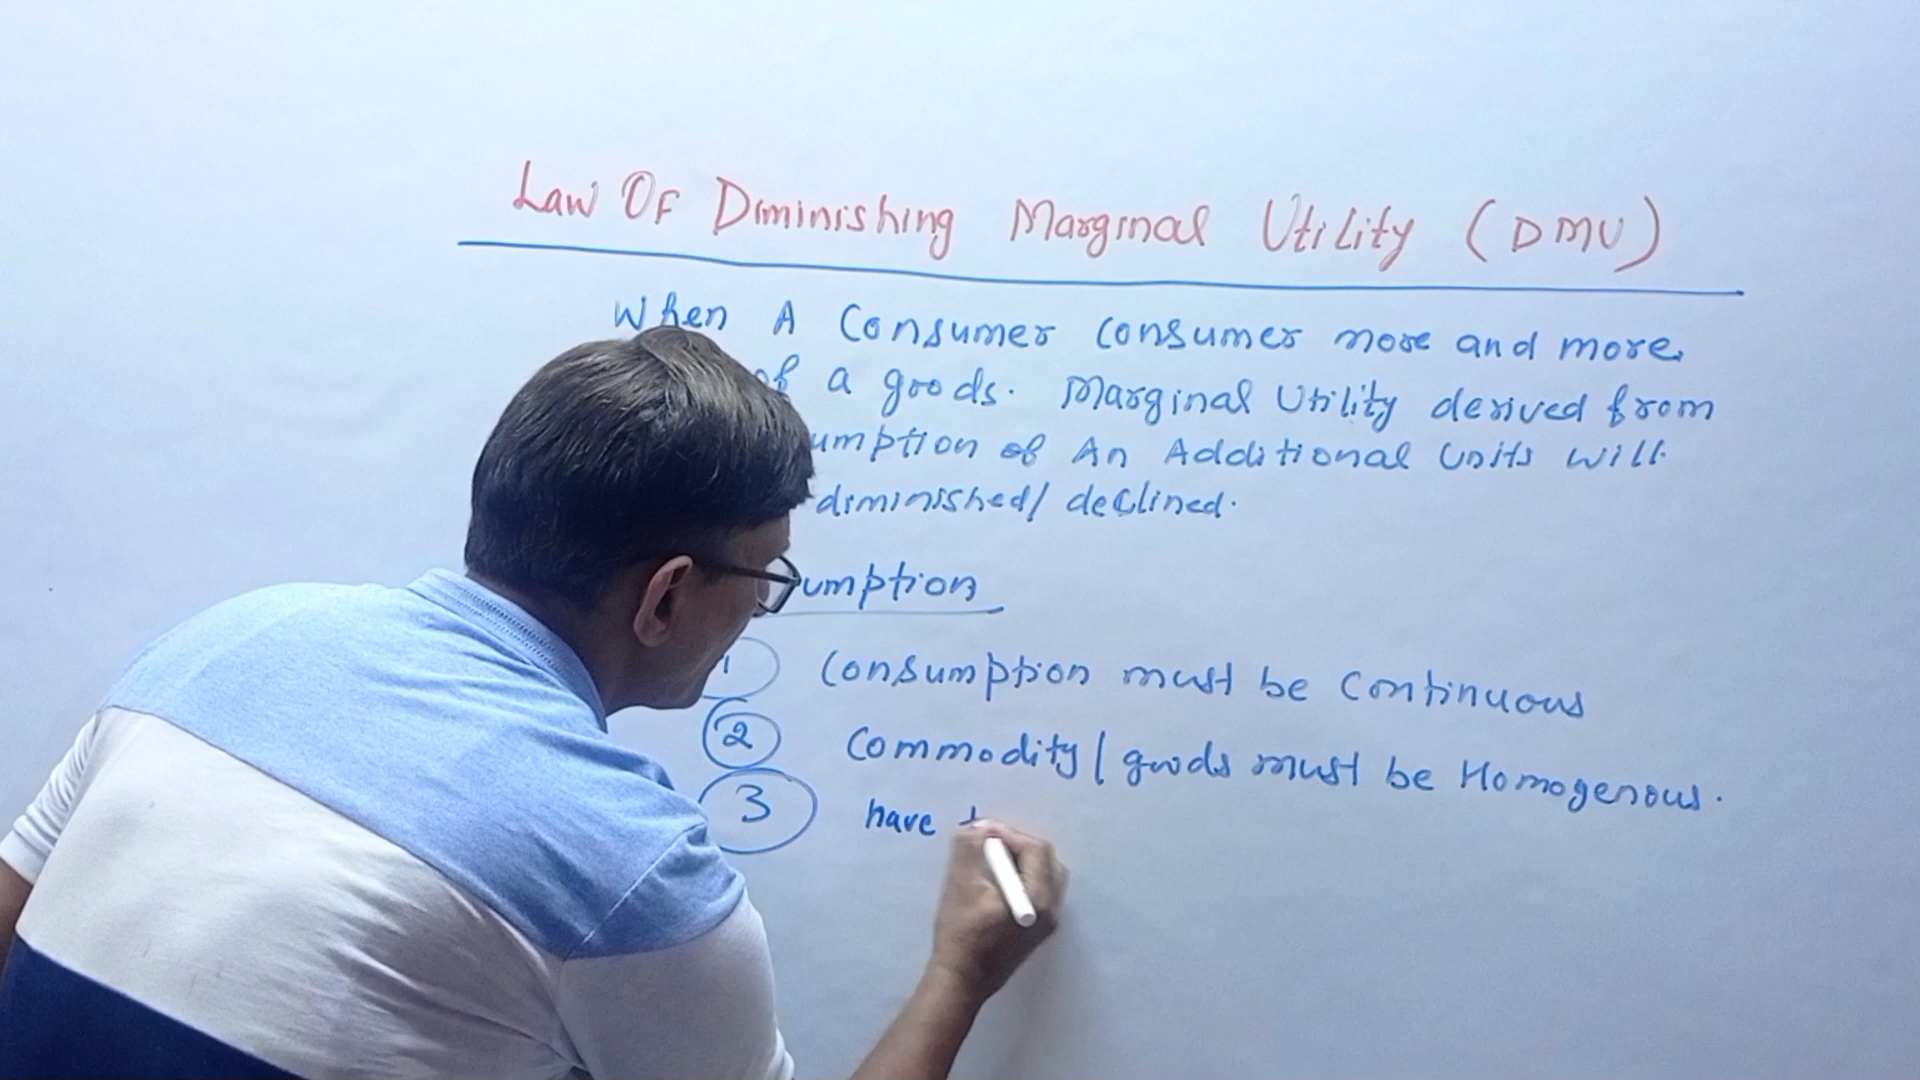 Law Of Diminishing Marginal Utility (DMU)
When A Consumer Consumer more and more
of a goods. Marginal Utility derived from
umption of An Additional Units will
diminished/ declined.
umption
1 Consumption must be Continuous
2 Commodity/goods must be Homogenous.
3 have